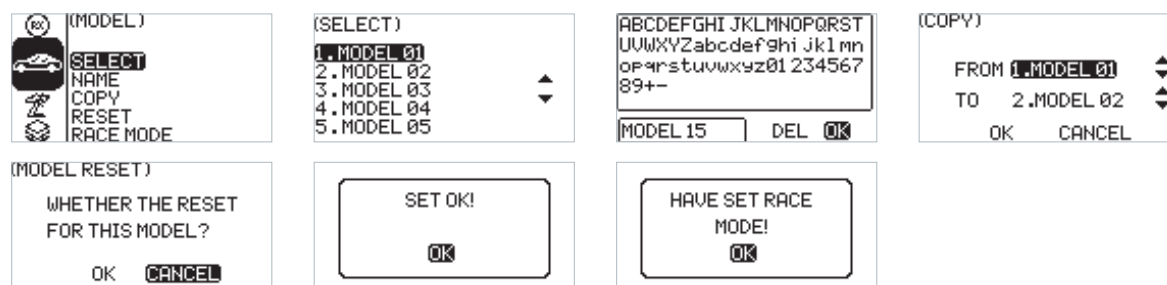 (MODEL)
SELECT
NAME
COPY
RESET
RACE MODE
(SELECT)
1.MODEL 01
2.MODEL 02
3.MODEL 03
4.MODEL 04
5.MODEL 05
ABCDEFGHIJKLMNOPQRST
UVWXYZabcdefghijklmn
opqrstuvwxyz01234567
89+-
MODEL 15 DEL OK
(COPY)
FROM 1.MODEL 01
TO 2.MODEL 02
OK CANCEL
(MODEL RESET)
WHETHER THE RESET
FOR THIS MODEL?
OK CANCEL
SET OK!
OK
HAVE SET RACE
MODE!
OK